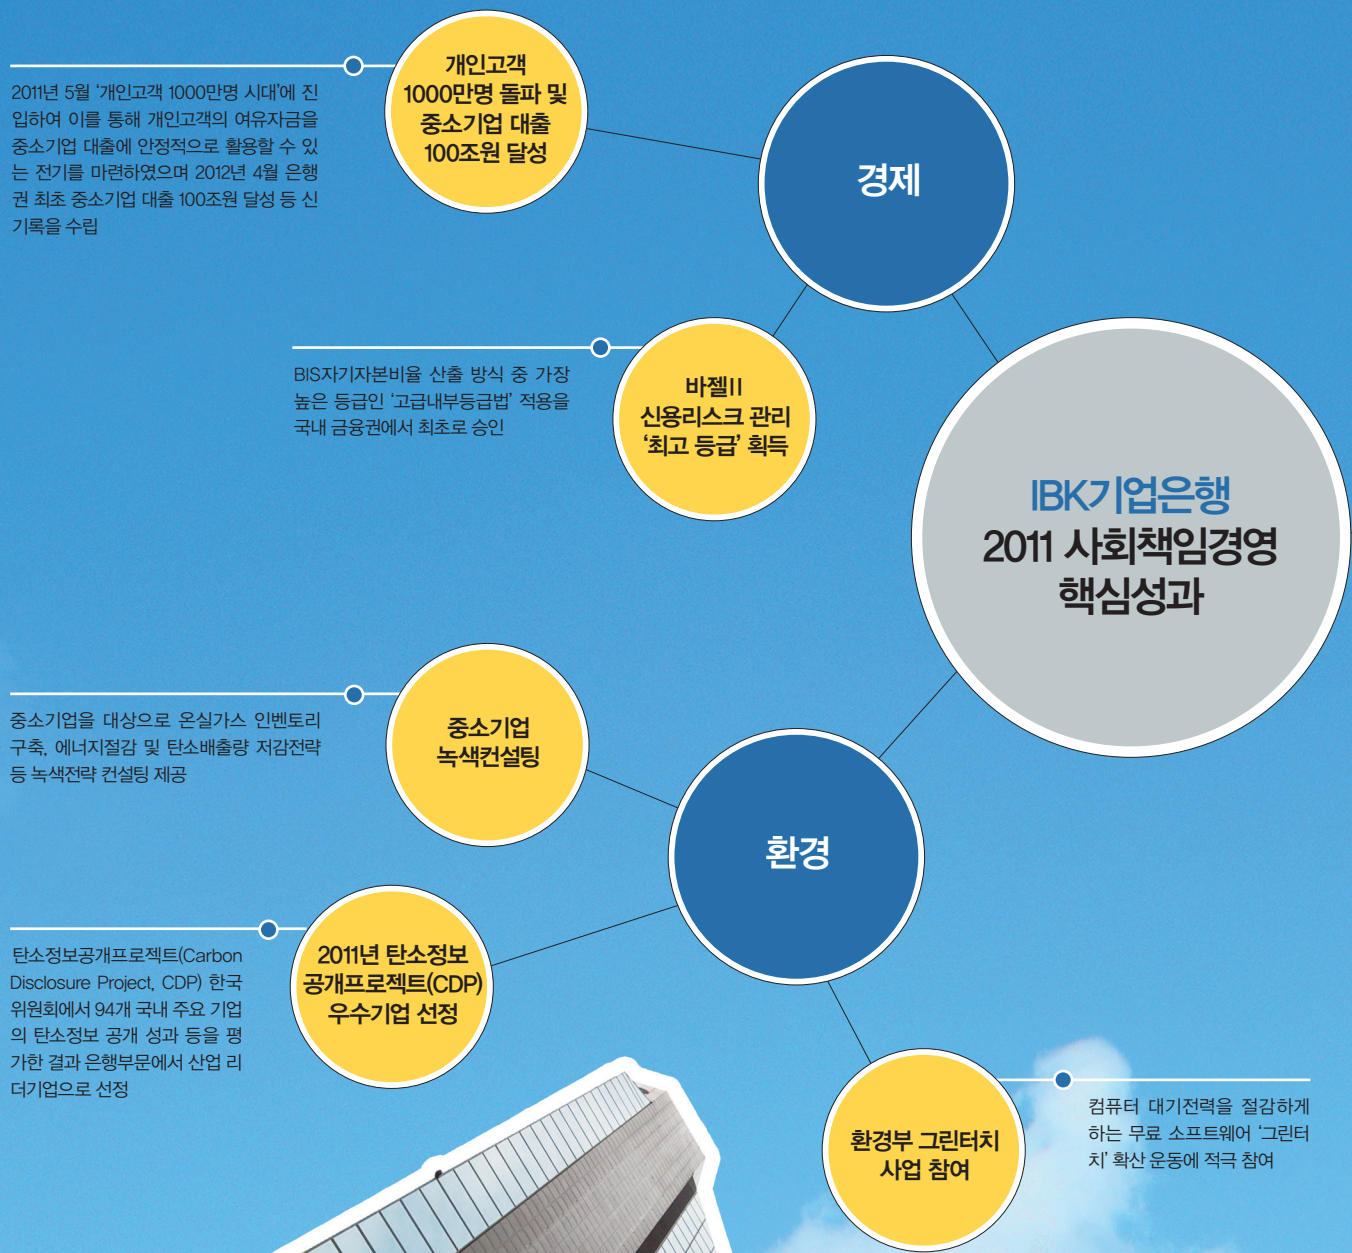 개인고객
1000만명 돌파 및
중소기업 대출
100조원 달성
2011년 5월 ‘개인고객 1000만명 시대’에 진
입하여 이를 통해 개인고객의 여유자금을
중소기업 대출에 안정적으로 활용할 수 있
는 전기를 마련하였으며 2012년 4월 은행
권 최초 중소기업 대출 100조원 달성 등 신
기록을 수립
경제
바젤II
신용리스크 관리
‘최고 등급’ 획득
BIS자기자본비율 산출 방식 중 가장
높은 등급인 ‘고급내부등급법’ 적용을
국내 금융권에서 최초로 승인
IBK기업은행
2011 사회책임경영
핵심성과
중소기업
녹색컨설팅
중소기업을 대상으로 온실가스 인벤토리
구축, 에너지절감 및 탄소배출량 저감전략
등 녹색전략 컨설팅 제공
환경
2011년 탄소정보
공개프로젝트(CDP)
우수기업 선정
탄소정보공개프로젝트(Carbon
Disclosure Project, CDP) 한국
위원회에서 94개 국내 주요 기업
의 탄소정보 공개 성과 등을 평
가한 결과 은행부문에서 산업 리
더기업으로 선정
환경부 그린터치
사업 참여
컴퓨터 대기전력을 절감하게
하는 무료 소프트웨어 ‘그린터
치’ 확산 운동에 적극 참여